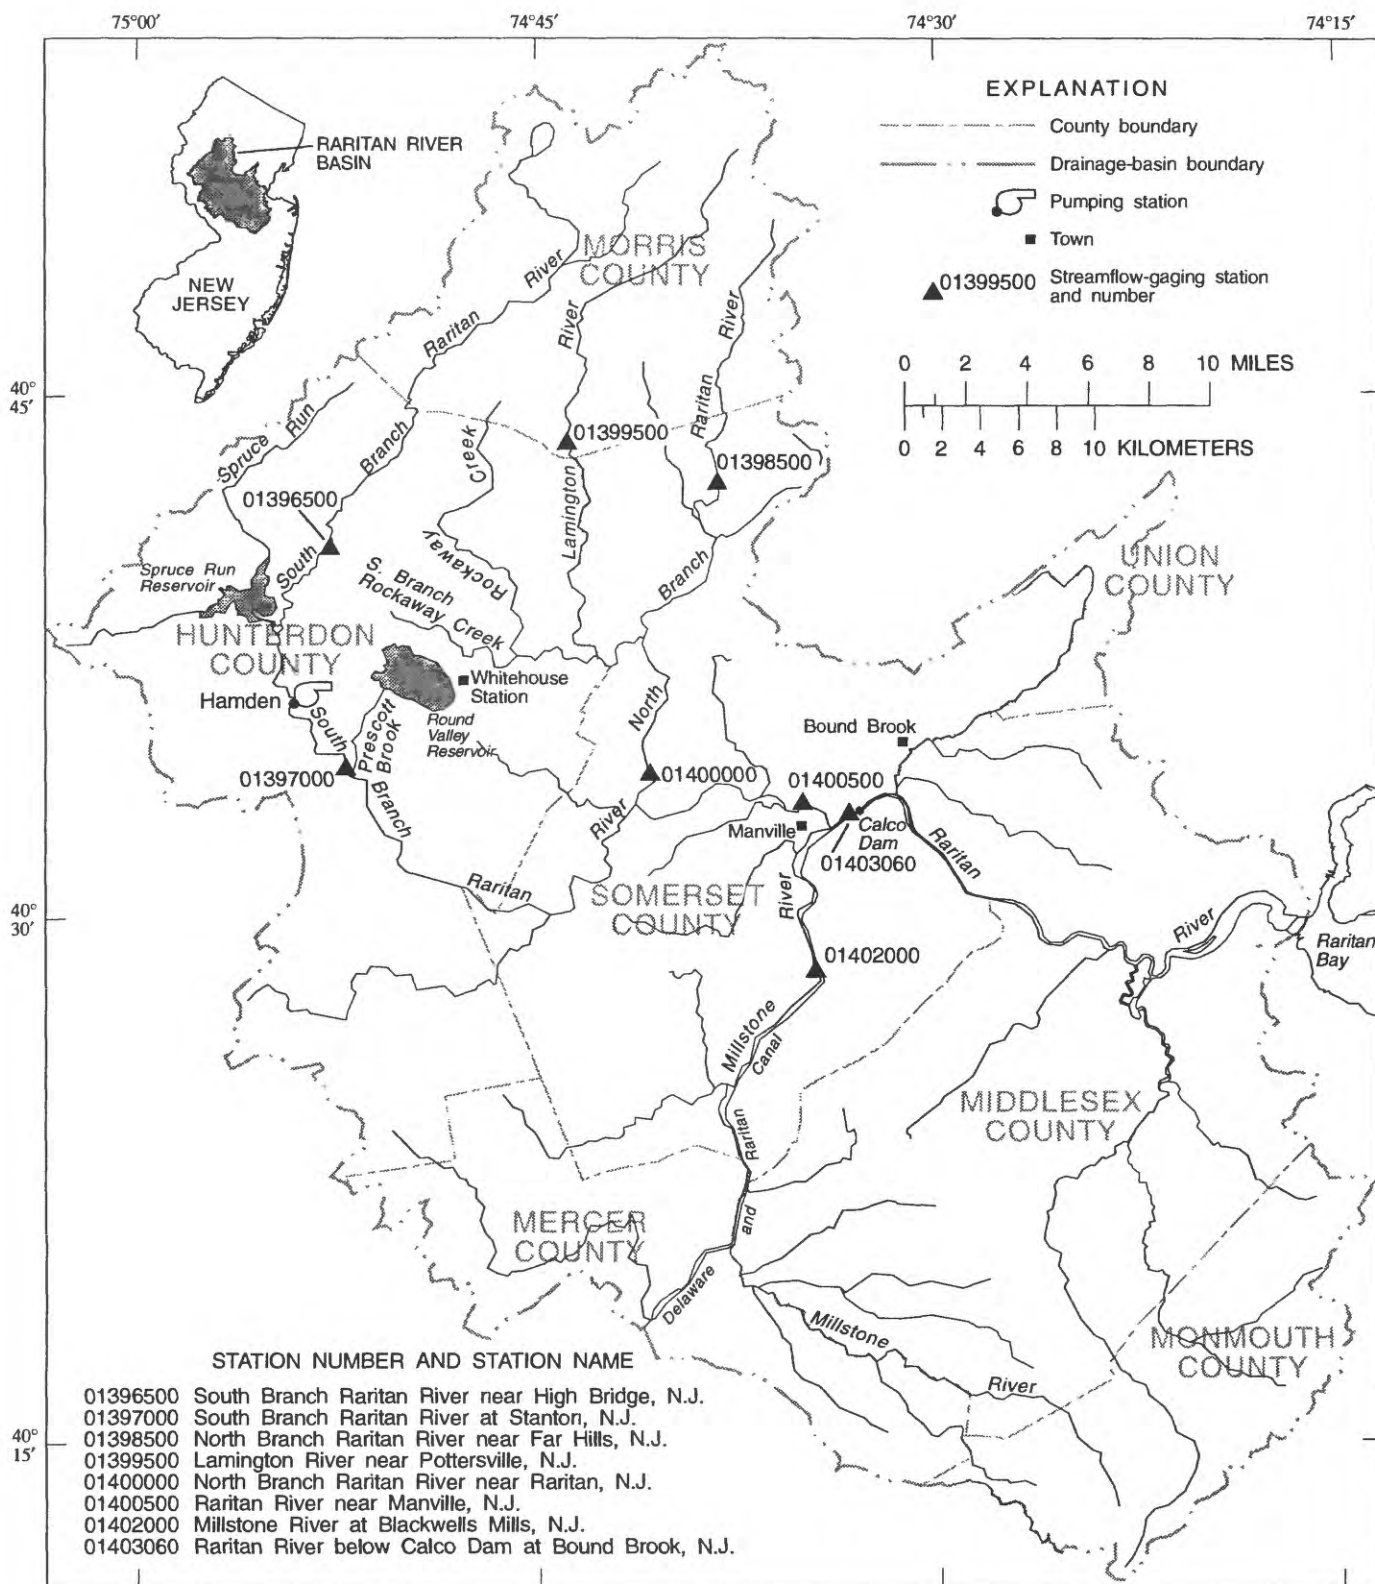 75°00′ 74°45′ 74°30′ 74°15′
EXPLANATION
County boundary
Drainage-basin boundary
Pumping station
Town
01399500 Streamflow-gaging station
and number
0 2 4 6 8 10 MILES
0 2 4 6 8 10 KILOMETERS
RARITAN RIVER
BASIN
NEW
JERSEY
40°
45′
40°
30′
40°
15′
MORRIS
COUNTY
River
Raritan
Branch
South
River
Lamington
River
Raritan
Branch
North
Spruce Run
Creek
Rockaway
S. Branch
Rockaway Creek
01399500
01398500
01396500
Spruce Run
Reservoir
HUNTERDON
COUNTY
UNION
COUNTY
Hamden
South
Branch
Raritan
River
Prescott
Brook
Whitehouse
Station
Round
Valley
Reservoir
01397000
01400000
Bound Brook
01400500
Manville
Calco
Dam
01403060
Raritan
River
Raritan
Bay
SOMERSET
COUNTY
River
01402000
Millstone
Canal
Raritan
and
Delaware
MIDDLESEX
COUNTY
MERCER
COUNTY
Millstone
River
MONMOUTH
COUNTY
STATION NUMBER AND STATION NAME
01396500 South Branch Raritan River near High Bridge, N.J.
01397000 South Branch Raritan River at Stanton, N.J.
01398500 North Branch Raritan River near Far Hills, N.J.
01399500 Lamington River near Pottersville, N.J.
01400000 North Branch Raritan River near Raritan, N.J.
01400500 Raritan River near Manville, N.J.
01402000 Millstone River at Blackwells Mills, N.J.
01403060 Raritan River below Calco Dam at Bound Brook, N.J.